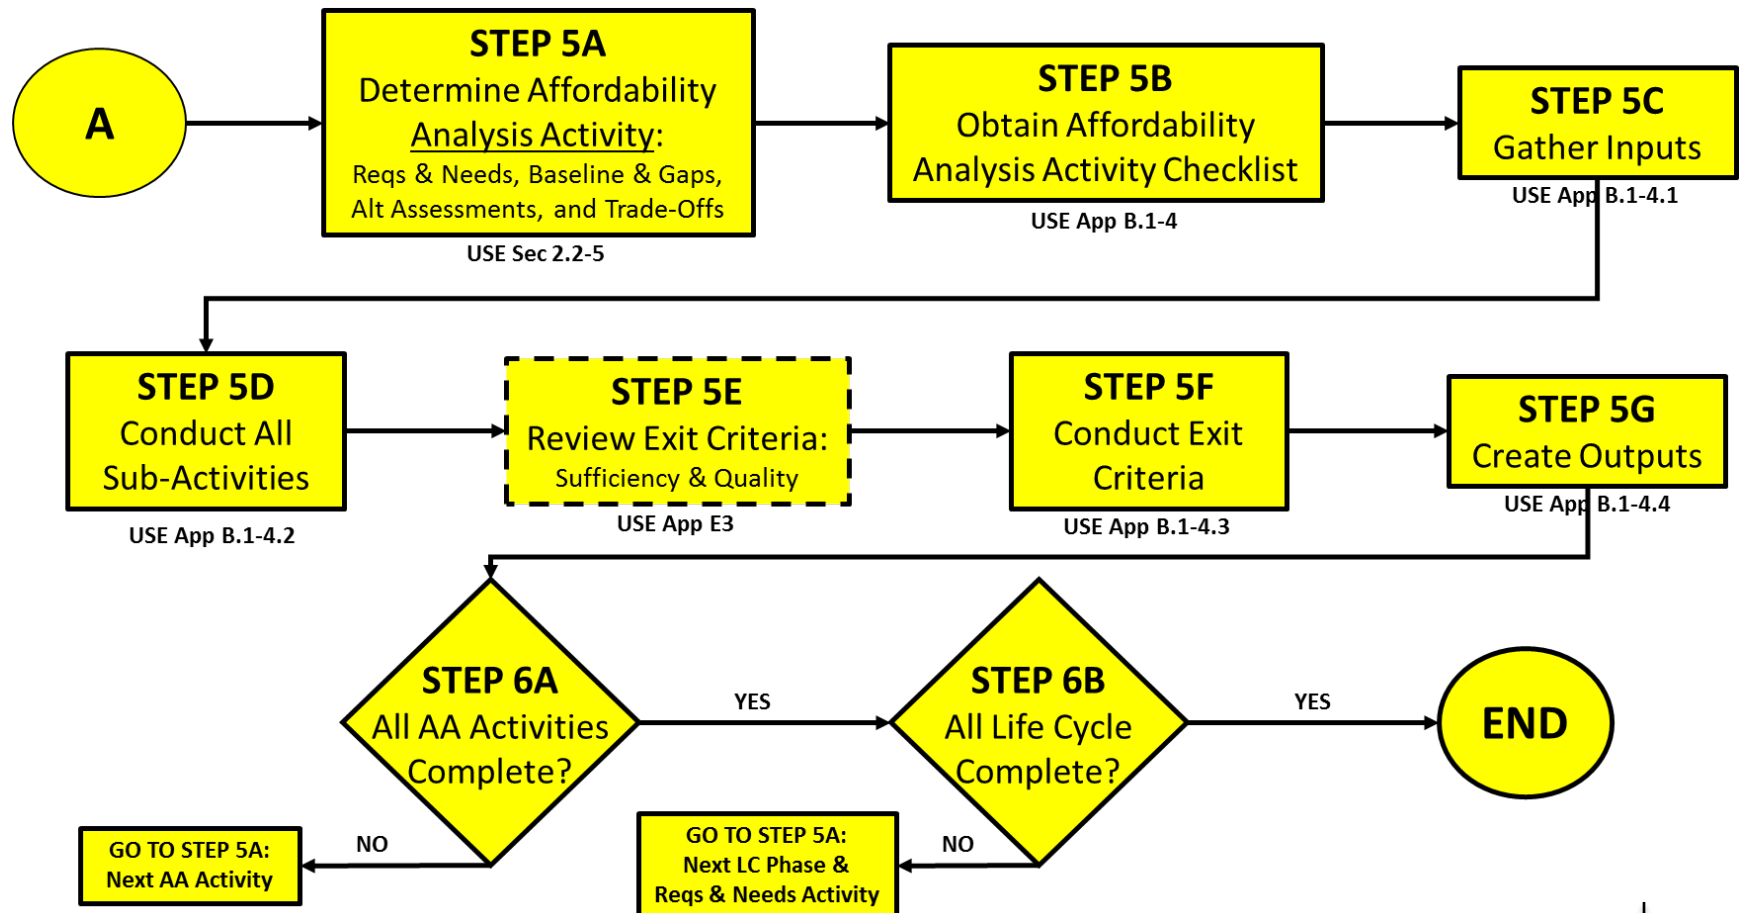 A
STEP 5A
Determine Affordability
Analysis Activity:
Reqs & Needs, Baseline & Gaps,
Alt Assessments, and Trade-Offs
USE Sec 2.2-5
STEP 5B
Obtain Affordability
Analysis Activity Checklist
USE App B.1-4
STEP 5C
Gather Inputs
USE App B.1-4.1
STEP 5D
Conduct All
Sub-Activities
USE App B.1-4.2
STEP 5E
Review Exit Criteria:
Sufficiency & Quality
USE App E3
STEP 5F
Conduct Exit
Criteria
USE App B.1-4.3
STEP 5G
Create Outputs
USE App B.1-4.4
STEP 6A
All AA Activities
Complete?
YES
STEP 6B
All Life Cycle
Complete?
YES
END
NO
GO TO STEP 5A:
Next AA Activity
NO
GO TO STEP 5A:
Next LC Phase &
Reqs & Needs Activity